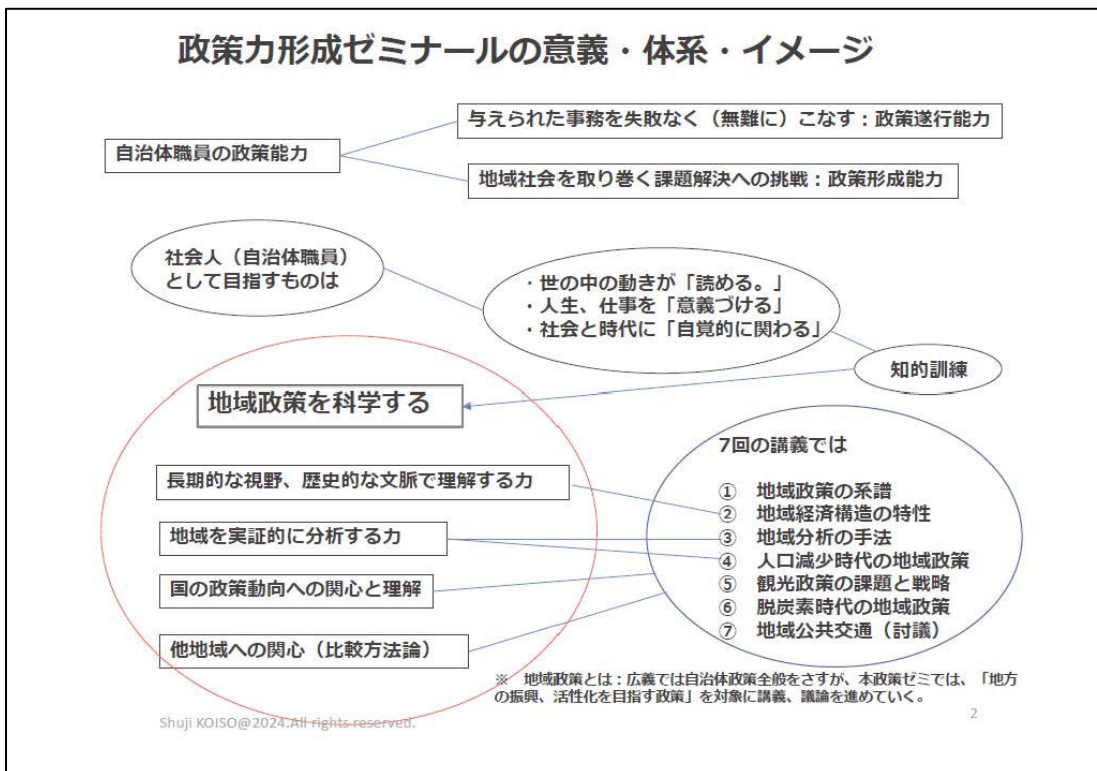 政策力形成ゼミナールの意義・体系・イメージ
与えられた事務を失敗なく（無難に）こなす：政策遂行能力
自治体職員の政策能力
地域社会を取り巻く課題解決への挑戦：政策形成能力
社会人（自治体職員）
として目指すものは
・世の中の動きが「読める。」
・人生、仕事を「意義づける」
・社会と時代に「自覚的に関わる」
知的訓練
地域政策を科学する
長期的な視野、歴史的な文脈で理解する力
地域を実証的に分析する力
国の政策動向への関心と理解
他地域への関心（比較方法論）
7回の講義では
① 地域政策の系譜
② 地域経済構造の特性
③ 地域分析の手法
④ 人口減少時代の地域政策
⑤ 観光政策の課題と戦略
⑥ 脱炭素時代の地域政策
⑦ 地域公共交通（討議）
※ 地域政策とは：広義では自治体政策全般をさすが、本政策ゼミでは、「地方
の振興、活性化を目指す政策」を対象に講義、議論を進めていく。
Shuji KOISO@2024.All rights reserved.
2